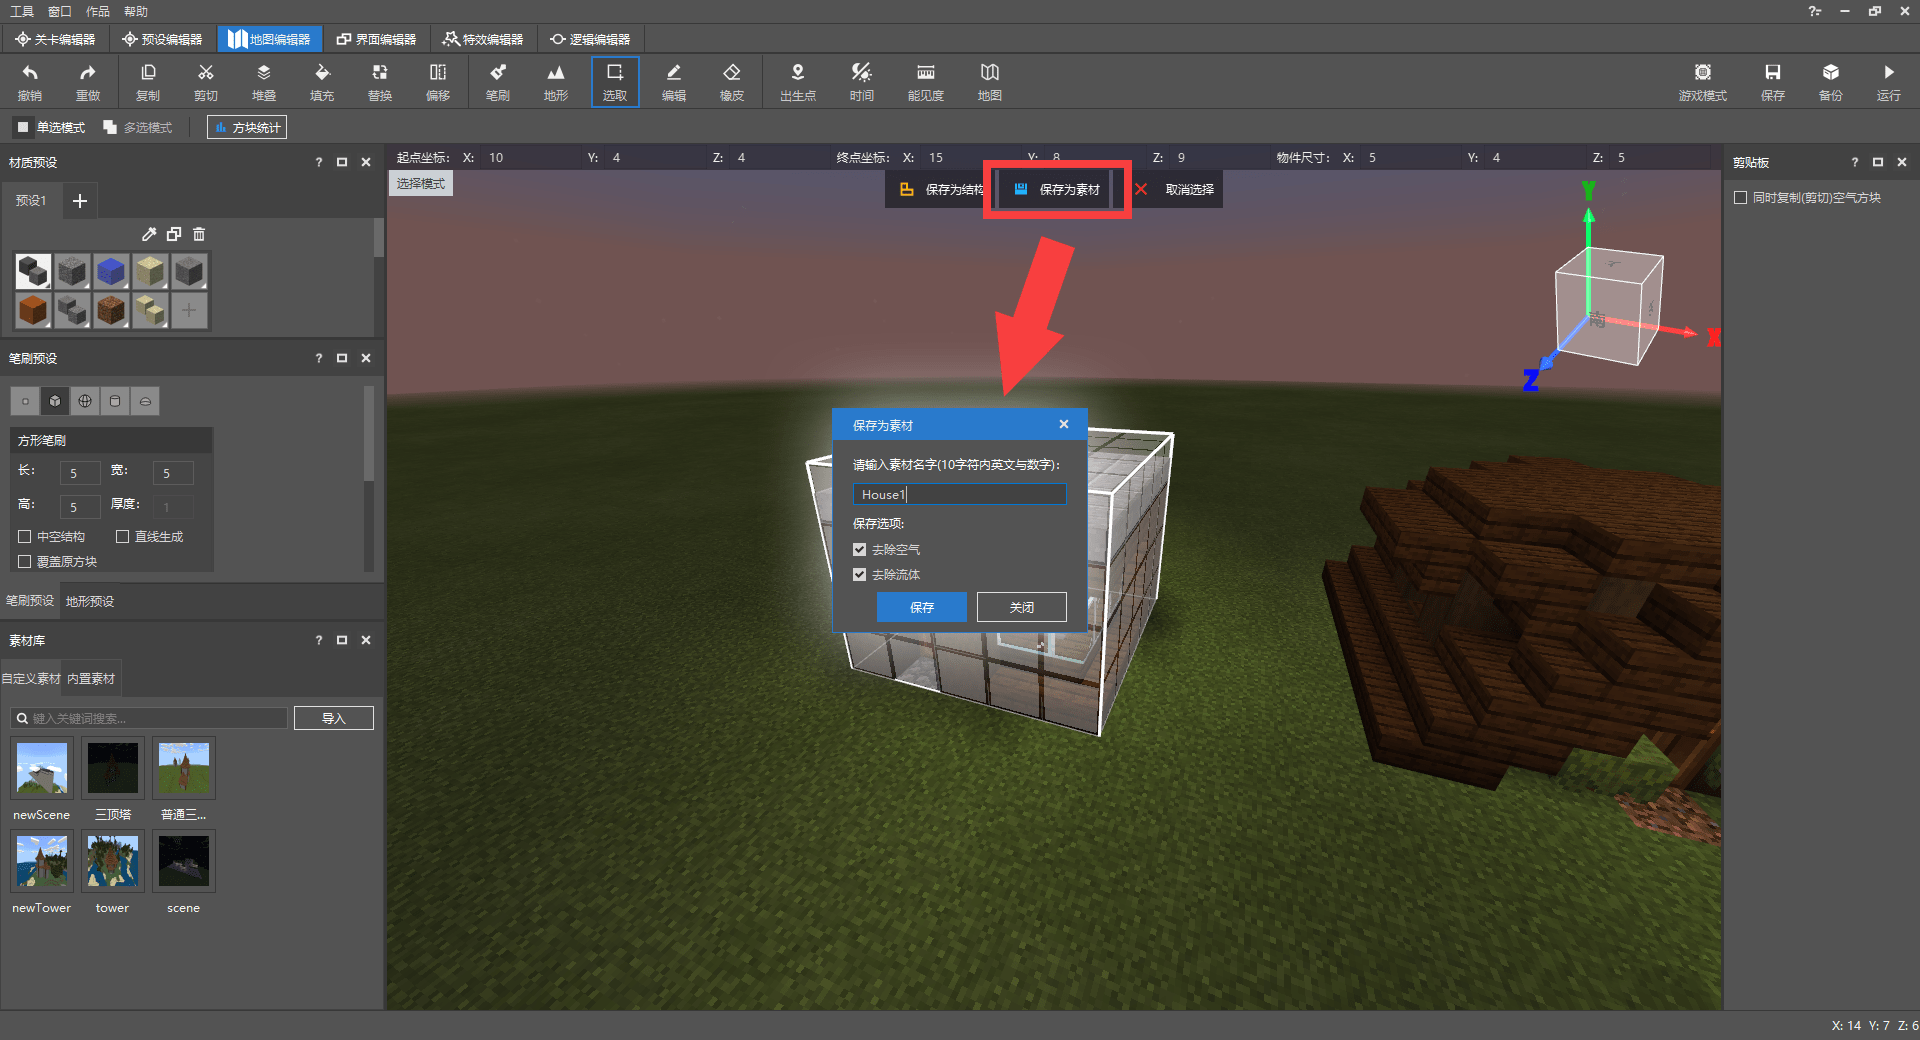 工具 窗口 作品 帮助
关卡编辑器 预设编辑器 地图编辑器 界面编辑器 特效编辑器 逻辑编辑器
撤销 重做 复制 剪切 堆叠 填充 替换 偏移 笔刷 地形 选取 编辑 橡皮 出生点 时间 能见度 地图 游戏模式 保存 备份 运行
单选模式 多选模式 方块统计
材质预设
起点坐标: X: 10 Y: 4 Z: 4 终点坐标: X: 15 Y: 8 Z: 9 物件尺寸: X: 5 Y: 4 Z: 5
剪贴板
选择模式
保存为结构 保存为素材 取消选择
同时复制(剪切)空气方块
预设1
Y
X
Z
南
笔刷预设
方形笔刷
长: 5 宽: 5
高: 5 厚度: 1
中空结构 直线生成
覆盖原方块
笔刷预设 地形预设
保存为素材
请输入素材名字(10字符内英文与数字):
House1
保存选项:
去除空气
去除流体
保存 关闭
素材库
自定义素材 内置素材
键入关键词搜索... 导入
newScene 三顶塔 普通三...
newTower tower scene
X: 14 Y: 7 Z: 6